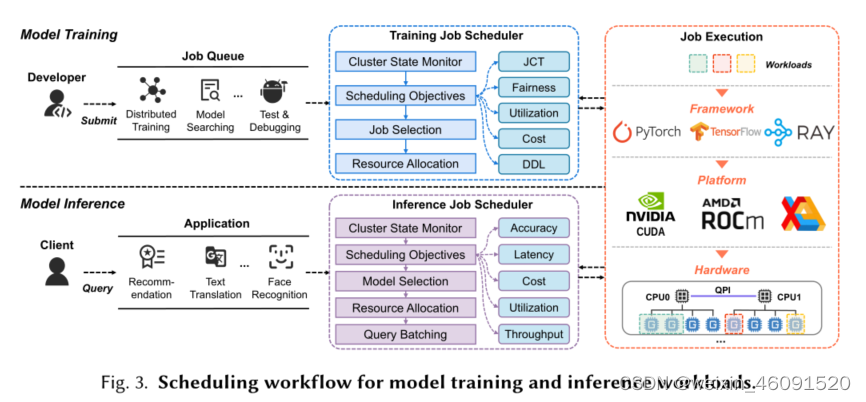 Model Training
Developer
Submit
Job Queue
Distributed
Training
Model
Searching
...
Test &
Debugging
Training Job Scheduler
Cluster State Monitor
Scheduling Objectives
Job Selection
Resource Allocation
JCT
Fairness
Utilization
Cost
DDL
Model Inference
Client
Query
Application
Recomm-
endation
Text
Translation
...
Face
Recognition
Inference Job Scheduler
Cluster State Monitor
Scheduling Objectives
Model Selection
Resource Allocation
Query Batching
Accuracy
Latency
Cost
Utilization
Throughput
Job Execution
Workloads
Framework
PyTorch
TensorFlow
RAY
Platform
NVIDIA
CUDA
AMD
ROCm
Hardware
CPU0
QPI
CPU1
G G G G G G G G
...
Fig. 3. Scheduling workflow for model training and inference workloads.
CSDN @weixin_46091520